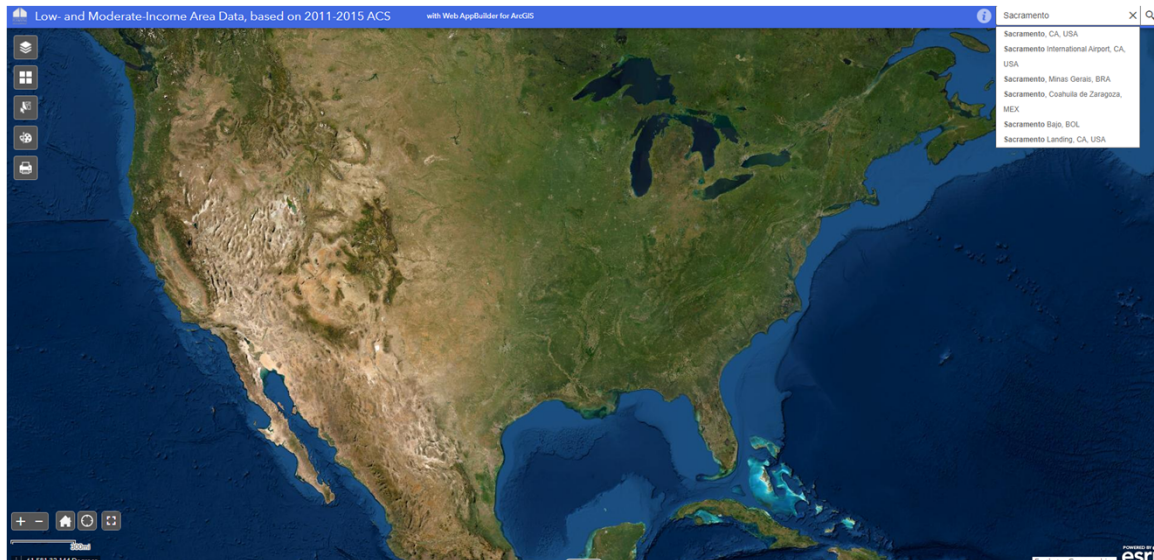 Low- and Moderate-Income Area Data, based on 2011-2015 ACS
with Web AppBuilder for ArcGIS
Sacramento
Sacramento, CA, USA
Sacramento International Airport, CA,
USA
Sacramento, Minas Gerais, BRA
Sacramento, Coahuila de Zaragoza,
MEX
Sacramento Bajo, BOL
Sacramento Landing, CA, USA
POWERED BY
esri